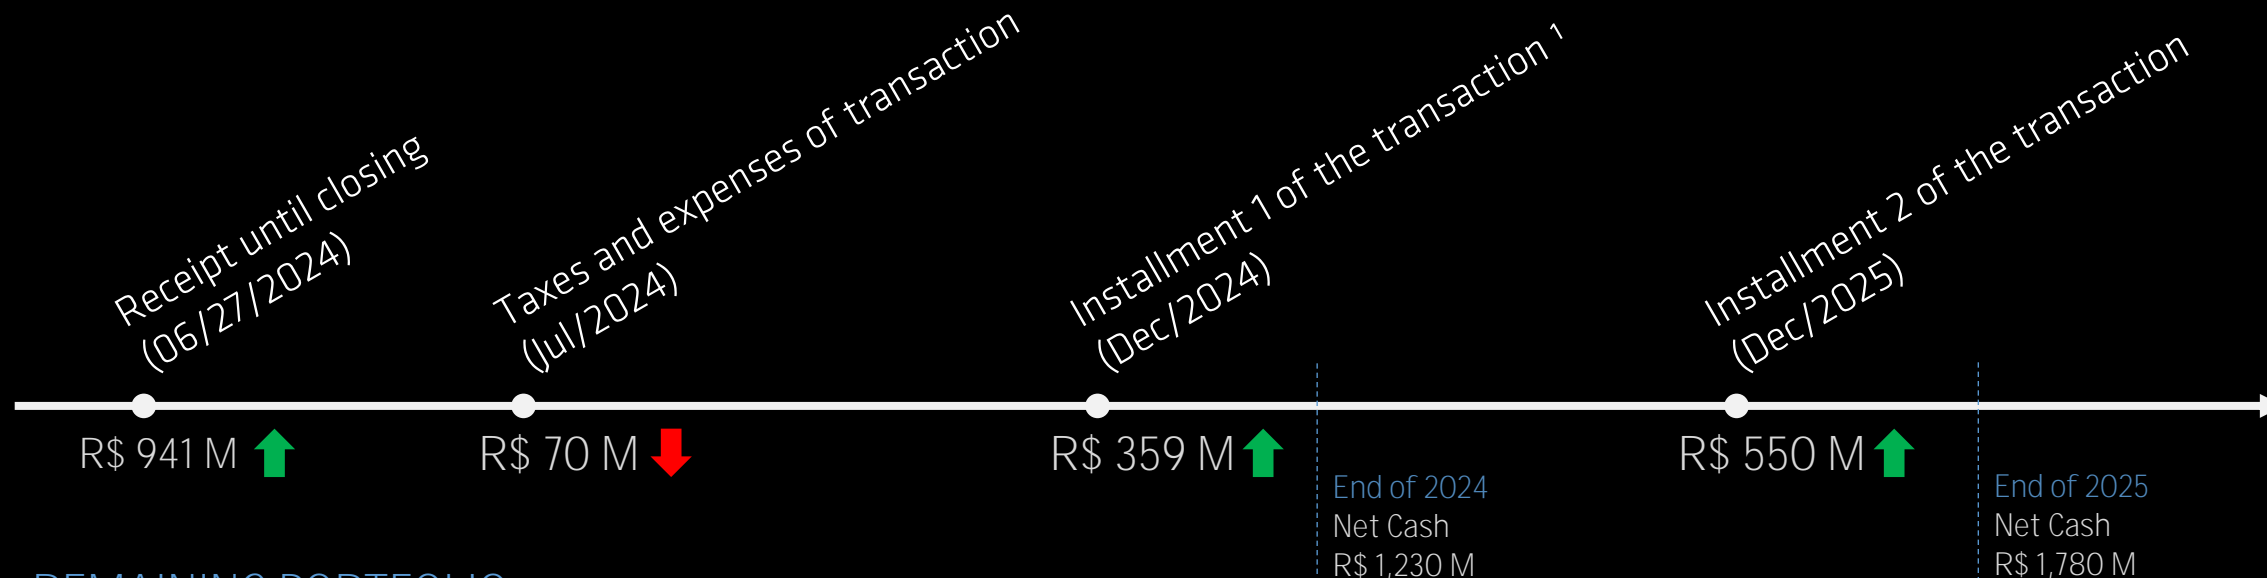 Receipt until closing
(06/27/2024)
Taxes and expenses of transaction
(Jul/2024)
Installment 1 of the transaction ¹
(Dec/2024)
Installment 2 of the transaction
(Dec/2025)
R$ 941 M
R$ 70 M
R$ 359 M
R$ 550 M
End of 2024
Net Cash
R$ 1,230 M
End of 2025
Net Cash
R$ 1,780 M
REMAINING PORTFOLIO